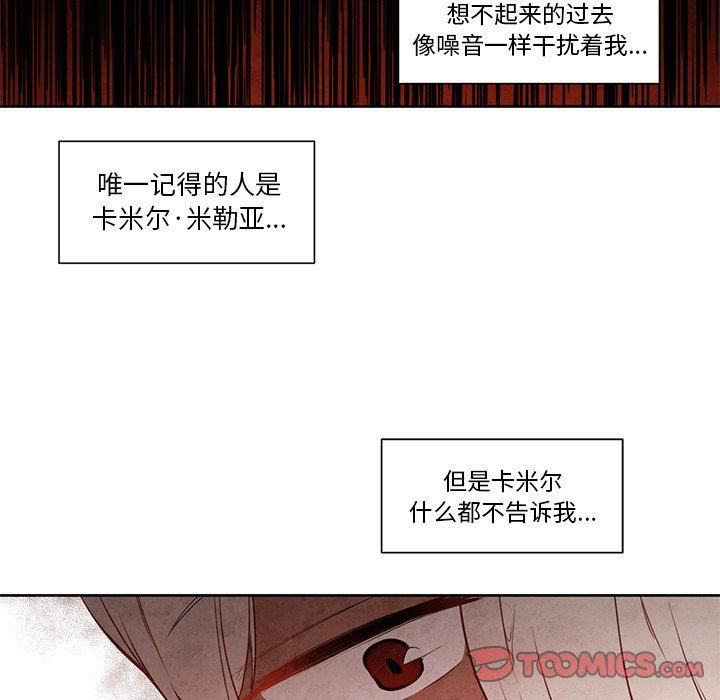 想不起来的过去
像噪音一样干扰着我...
唯一记得的人是
卡米尔·米勒亚...
但是卡米尔
什么都不告诉我...
TOOMICS.com